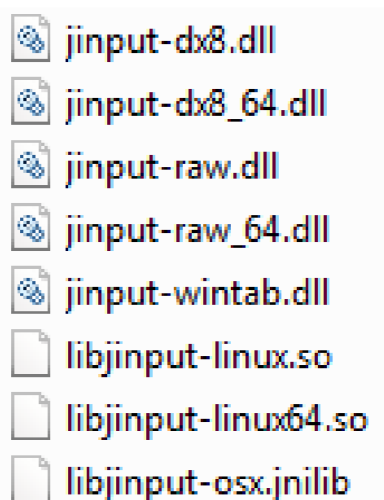 jinput-dx8.dll
jinput-dx8_64.dll
jinput-raw.dll
jinput-raw_64.dll
jinput-wintab.dll
libjinput-linux.so
libjinput-linux64.so
libjinput-osx.jnilib